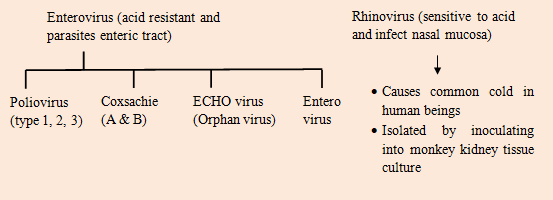 Enterovirus (acid resistant and
parasites enteric tract)
Poliovirus
(type 1, 2, 3)
Coxsachie
(A & B)
ECHO virus
(Orphan virus)
Entero
virus
Rhinovirus (sensitive to acid
and infect nasal mucosa)
• Causes common cold in
human beings
• Isolated by inoculating
into monkey kidney tissue
culture